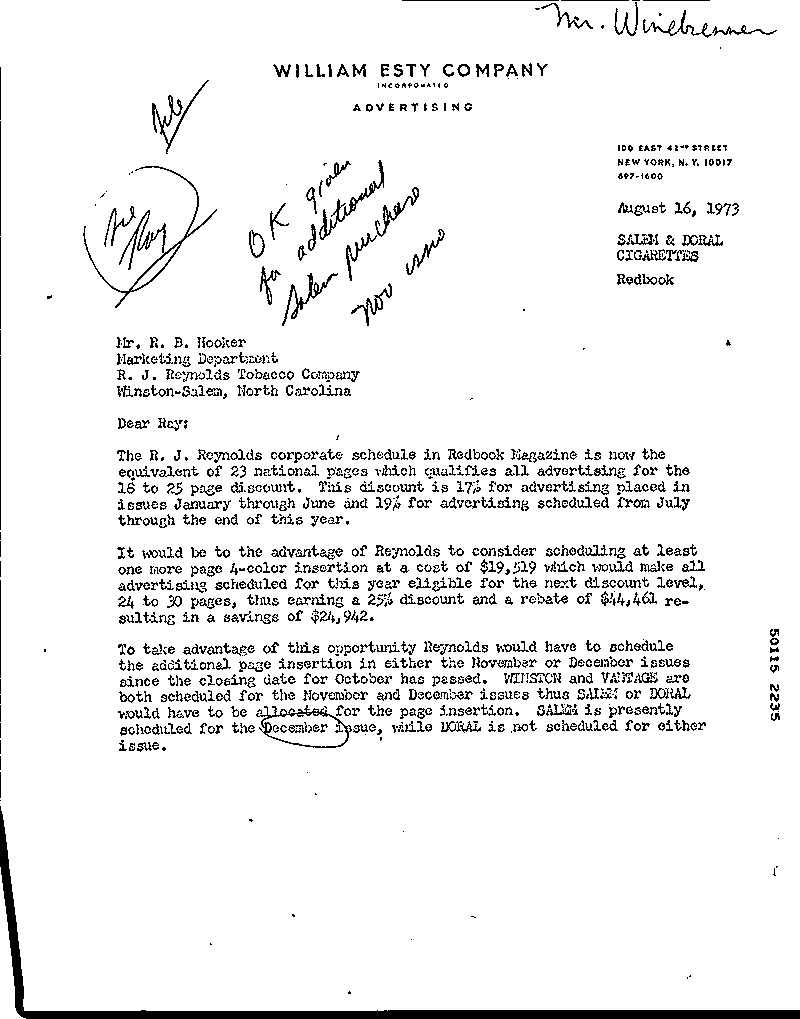 Mr. Winebrenner
WILLIAM ESTY COMPANY
INCORPORATED
ADVERTISING
File
100 EAST 42ND STREET
NEW YORK, N. Y. 10017
697-1600
August 16, 1973
SALEM & DORAL
CIGARETTES
Redbook
Ray
OK given
for additional
Salem purchase
Nov issue
Mr. R. B. Hooker
Marketing Department
R. J. Reynolds Tobacco Company
Winston-Salem, North Carolina
Dear Ray:
The R. J. Reynolds corporate schedule in Redbook Magazine is now the
equivalent of 23 national pages which qualifies all advertising for the
18 to 25 page discount. This discount is 17% for advertising placed in
issues January through June and 19% for advertising scheduled from July
through the end of this year.
It would be to the advantage of Reynolds to consider scheduling at least
one more page 4-color insertion at a cost of $19,519 which would make all
advertising scheduled for this year eligible for the next discount level,
24 to 30 pages, thus earning a 25% discount and a rebate of $44,461 re-
sulting in a savings of $24,942.
To take advantage of this opportunity Reynolds would have to schedule
the additional page insertion in either the November or December issues
since the closing date for October has passed. WINSTON and VANTAGE are
both scheduled for the November and December issues thus SALEM or DORAL
would have to be allocated for the page insertion. SALEM is presently
scheduled for the December issue, while DORAL is not scheduled for either
issue.
50115 2235